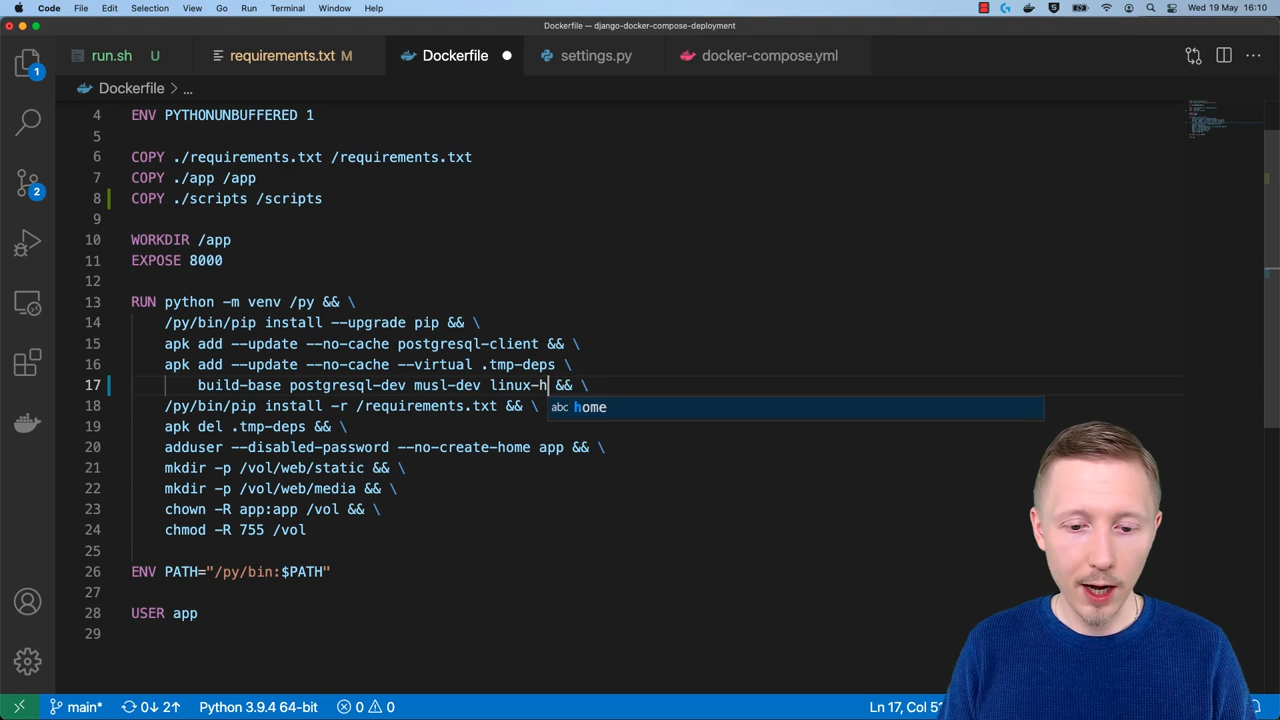 Code File Edit Selection View Go Run Terminal Window Help Wed 19 May 16:10
Dockerfile — django-docker-compose-deployment
run.sh U requirements.txt M Dockerfile settings.py docker-compose.yml
Dockerfile > ...
4 ENV PYTHONUNBUFFERED 1
5
6 COPY ./requirements.txt /requirements.txt
7 COPY ./app /app
8 COPY ./scripts /scripts
9
10 WORKDIR /app
11 EXPOSE 8000
12
13 RUN python -m venv /py && \
14 /py/bin/pip install --upgrade pip && \
15 apk add --update --no-cache postgresql-client && \
16 apk add --update --no-cache --virtual .tmp-deps \
17 build-base postgresql-dev musl-dev linux-h && \
abc home
18 /py/bin/pip install -r /requirements.txt && \
19 apk del .tmp-deps && \
20 adduser --disabled-password --no-create-home app && \
21 mkdir -p /vol/web/static && \
22 mkdir -p /vol/web/media && \
23 chown -R app:app /vol && \
24 chmod -R 755 /vol
25
26 ENV PATH="/py/bin:$PATH"
27
28 USER app
29
1
2
main* 0↓ 2↑ Python 3.9.4 64-bit 0 0 Ln 17, Col